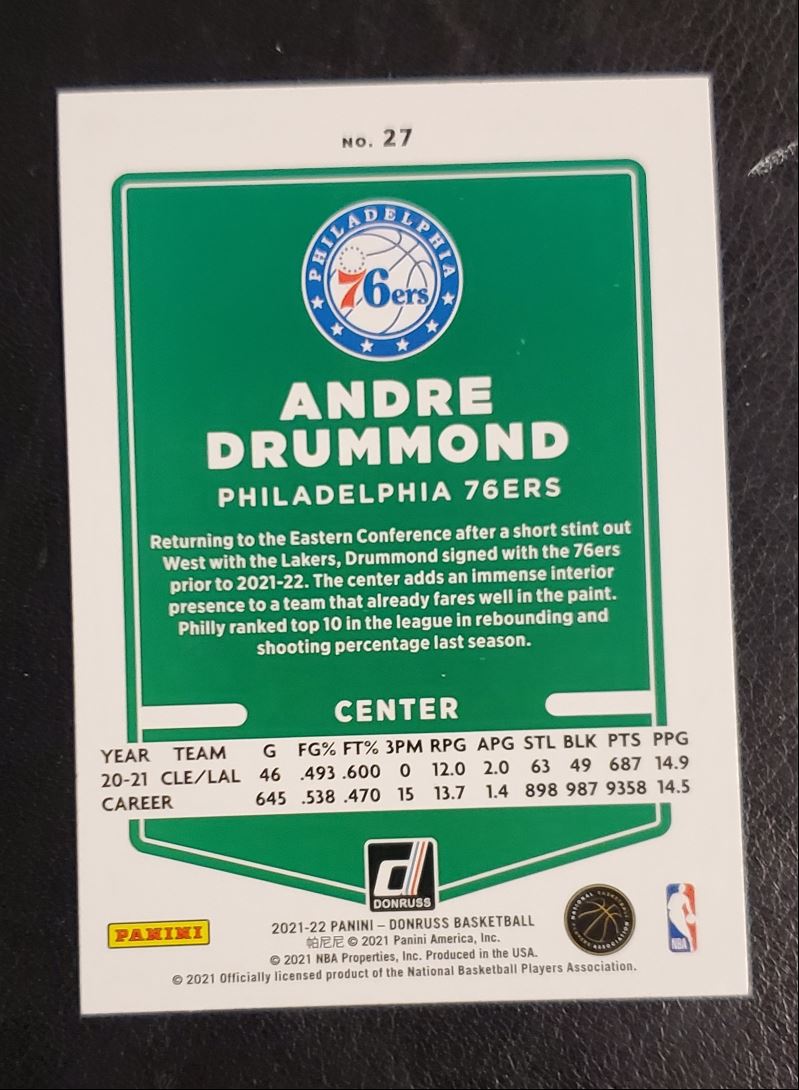 No. 27
PHILADELPHIA
76ers
ANDRE
DRUMMOND
PHILADELPHIA 76ERS
Returning to the Eastern Conference after a short stint out
West with the Lakers, Drummond signed with the 76ers
prior to 2021-22. The center adds an immense interior
presence to a team that already fares well in the paint.
Philly ranked top 10 in the league in rebounding and
shooting percentage last season.
CENTER
YEAR TEAM G FG% FT% 3PM RPG APG STL BLK PTS PPG
20-21 CLE/LAL 46 .493 .600 0 12.0 2.0 63 49 687 14.9
CAREER 645 .538 .470 15 13.7 1.4 898 987 9358 14.5
d
DONRUSS
PANINI
2021-22 PANINI – DONRUSS BASKETBALL
帕尼尼 © 2021 Panini America, Inc.
© 2021 NBA Properties, Inc. Produced in the USA.
© 2021 Officially licensed product of the National Basketball Players Association.
NATIONAL BASKETBALL
PLAYERS ASSOCIATION
NBA